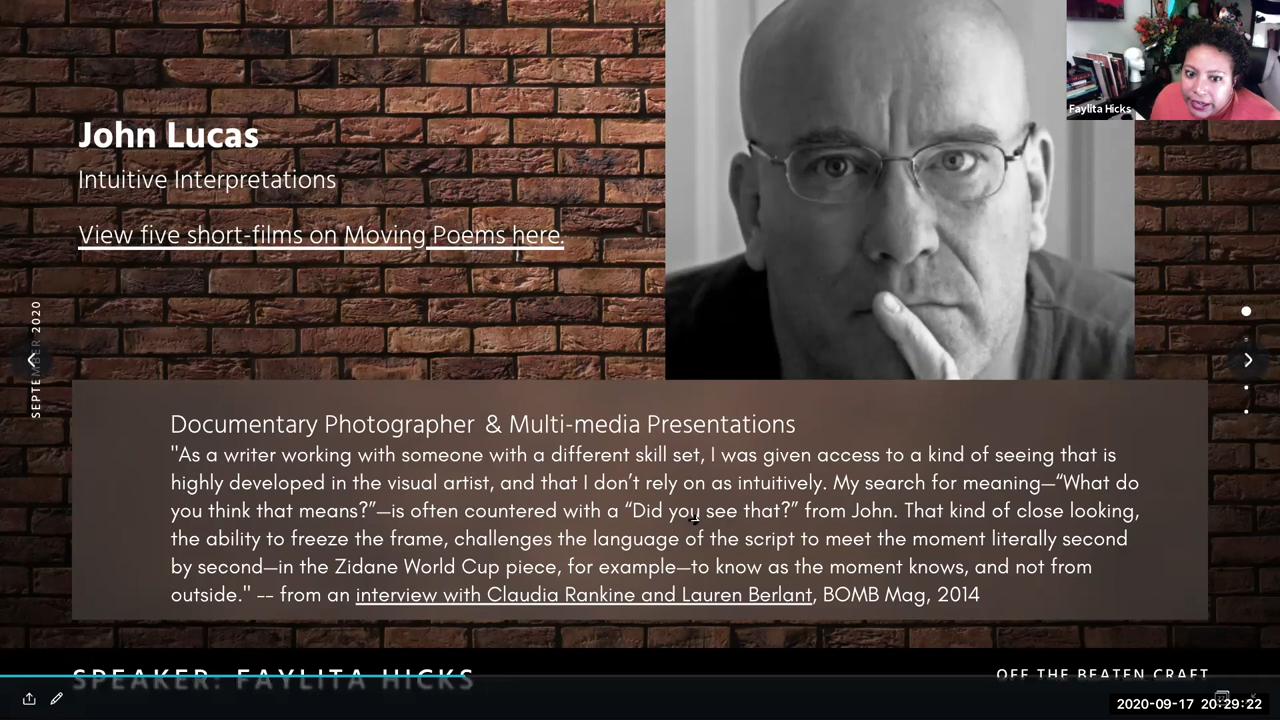 Faylita Hicks
John Lucas
Intuitive Interpretations
View five short-films on Moving Poems here.
SEPTEMBER 2020
Documentary Photographer & Multi-media Presentations
"As a writer working with someone with a different skill set, I was given access to a kind of seeing that is
highly developed in the visual artist, and that I don’t rely on as intuitively. My search for meaning—“What do
you think that means?”—is often countered with a “Did you see that?” from John. That kind of close looking,
the ability to freeze the frame, challenges the language of the script to meet the moment literally second
by second—in the Zidane World Cup piece, for example—to know as the moment knows, and not from
outside." -- from an interview with Claudia Rankine and Lauren Berlant, BOMB Mag, 2014
SPEAKER: FAYLITA HICKS
OFF THE BEATEN CRAFT
2020-09-17 20:29:22